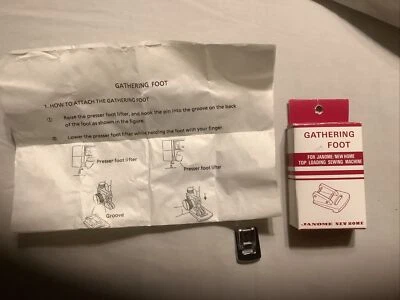 GATHERING FOOT
1. HOW TO ATTACH THE GATHERING FOOT
① Raise the presser foot lifter, and hook the pin into the groove on the back
of the foot as shown in the figure.
② Lower the presser foot lifter while holding the foot with your finger.
Presser foot lifter
Presser foot lifter
Groove
GATHERING
FOOT
FOR JANOME/NEW HOME
TOP LOADING SEWING MACHINE
JANOME NEW HOME